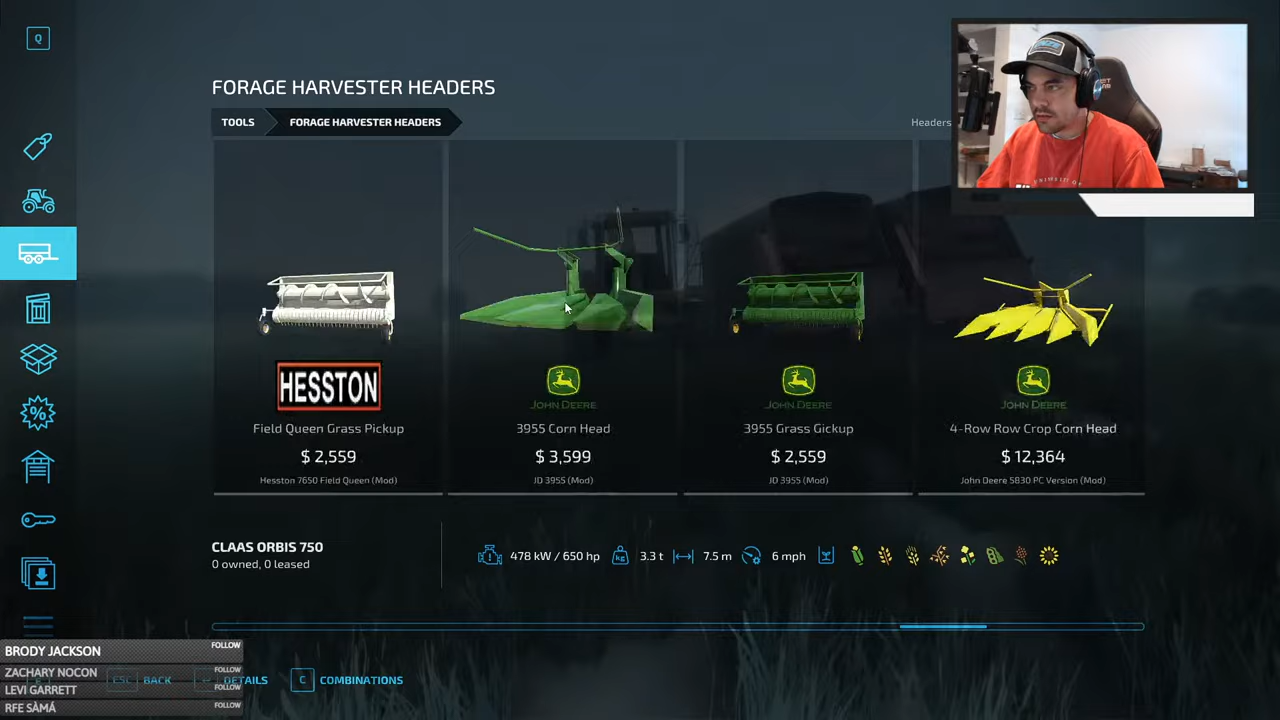 Q
FORAGE HARVESTER HEADERS
TOOLS
FORAGE HARVESTER HEADERS
Headers
HESSTON
Field Queen Grass Pickup
$ 2,559
Hesston 7650 Field Queen (Mod)
JOHN DEERE
3955 Corn Head
$ 3,599
JD 3955 (Mod)
JOHN DEERE
3955 Grass Gickup
$ 2,559
JD 3955 (Mod)
JOHN DEERE
4-Row Row Crop Corn Head
$ 12,364
John Deere 5830 PC Version (Mod)
CLAAS ORBIS 750
0 owned, 0 leased
478 kW / 650 hp
kg
3.3 t
7.5 m
6 mph
BRODY JACKSON FOLLOW
ZACHARY NOCON FOLLOW
LEVI GARRETT FOLLOW
RFE SÀMÁ FOLLOW
ESC BACK
DETAILS
C COMBINATIONS